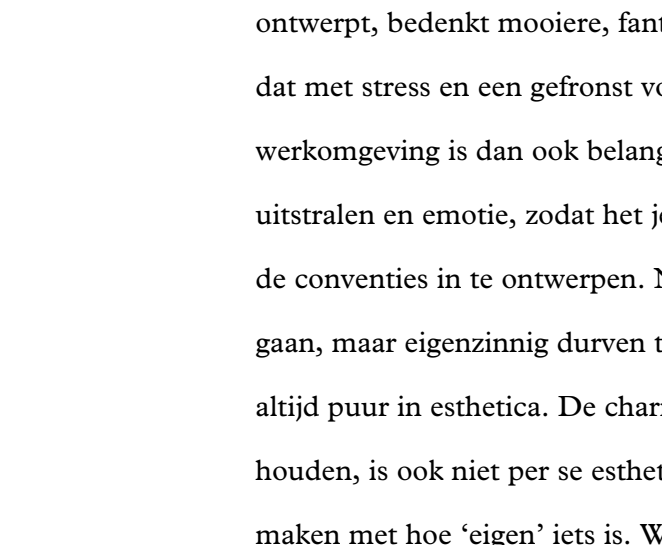 ontwerpt, bedenkt mooiere,
dat met stress en een gefronst
werkomgeving is dan ook
uitstralen en emotie, zodat het
de conventies in te ontwerpen.
gaan, maar eigenzinnig durven
altijd puur in esthetica. De
houden, is ook niet per se
maken met hoe ‘eigen’ iets is.